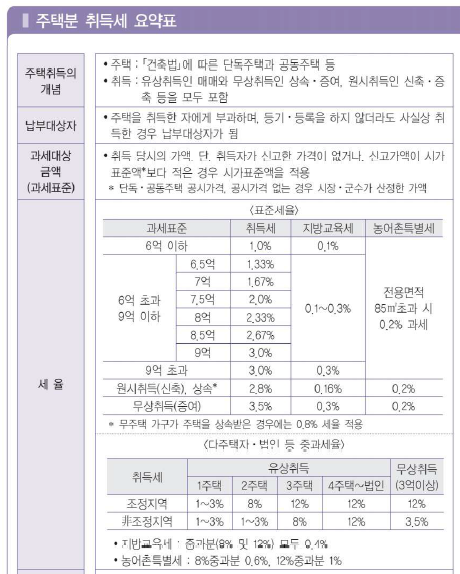 주택분 취득세 요약표
주택취득의 개념
• 주택 : 「건축법」에 따른 단독주택과 공동주택 등
• 취득 : 유상취득인 매매와 무상취득인 상속・증여, 원시취득인 신축・증
축 등을 모두 포함
납부대상자
• 주택을 취득한 자에게 부과하며, 등기・등록을 하지 않더라도 사실상 취
득한 경우 납부대상자가 됨
과세대상
금액
(과세표준)
• 취득 당시의 가액. 단. 취득자가 신고한 가격이 없거나. 신고가액이 시가
표준액*보다 적은 경우 시가표준액을 적용
* 단독・공동주택 공시가격, 공시가격 없는 경우 시장・군수가 산정한 가액
세 율
〈표준세율〉
과세표준 취득세 지방교육세 농어촌특별세
6억 이하 1.0% 0.1%
6억 초과
9억 이하
6.5억 1.33%
7억 1.67%
7.5억 2.0%
8억 2.33%
8.5억 2.67%
9억 3.0%
0.1~0.3%
전용면적
85㎡초과 시
0.2% 과세
9억 초과 3.0% 0.3%
원시취득(신축), 상속* 2.8% 0.16% 0.2%
무상취득(증여) 3.5% 0.3% 0.2%
* 무주택 가구가 주택을 상속받은 경우에는 0.8% 세율 적용
〈다주택자・법인 등 중과세율〉
취득세 유상취득 무상취득
(3억이상)
1주택 2주택 3주택 4주택~법인
조정지역 1~3% 8% 12% 12% 12%
非조정지역 1~3% 1~3% 8% 12% 3.5%
• 지방교육세 : 중과분(8% 및 12%) 모두 0.4%
• 농어촌특별세 : 8%중과분 0.6%, 12%중과분 1%